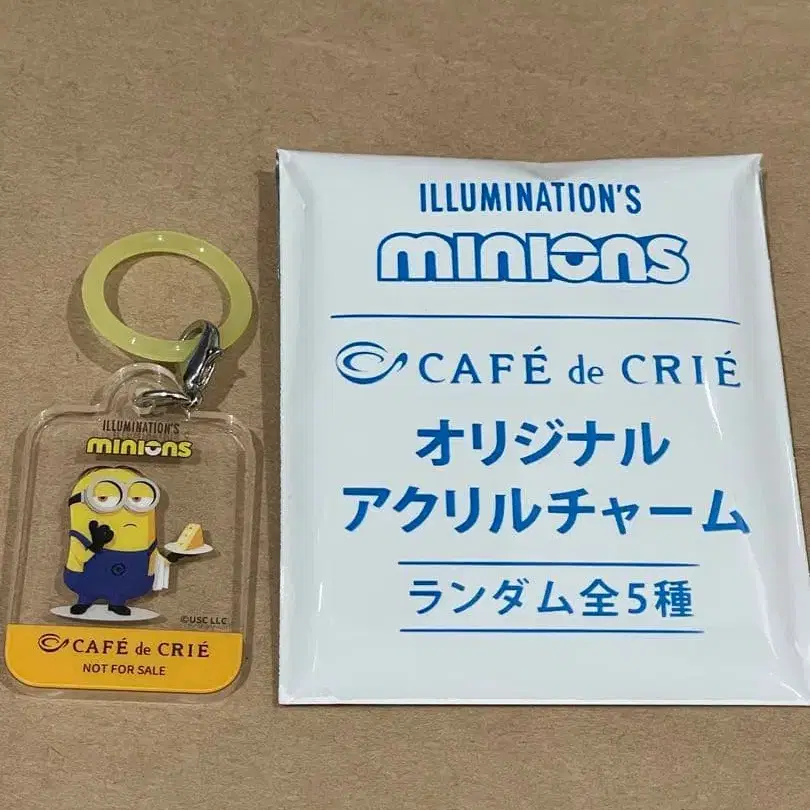 ILLUMINATION'S
minions
©USC LLC
CAFÉ de CRIÉ
NOT FOR SALE
ILLUMINATION'S
minions
CAFÉ de CRIÉ
オリジナル
アクリルチャーム
ランダム全5種